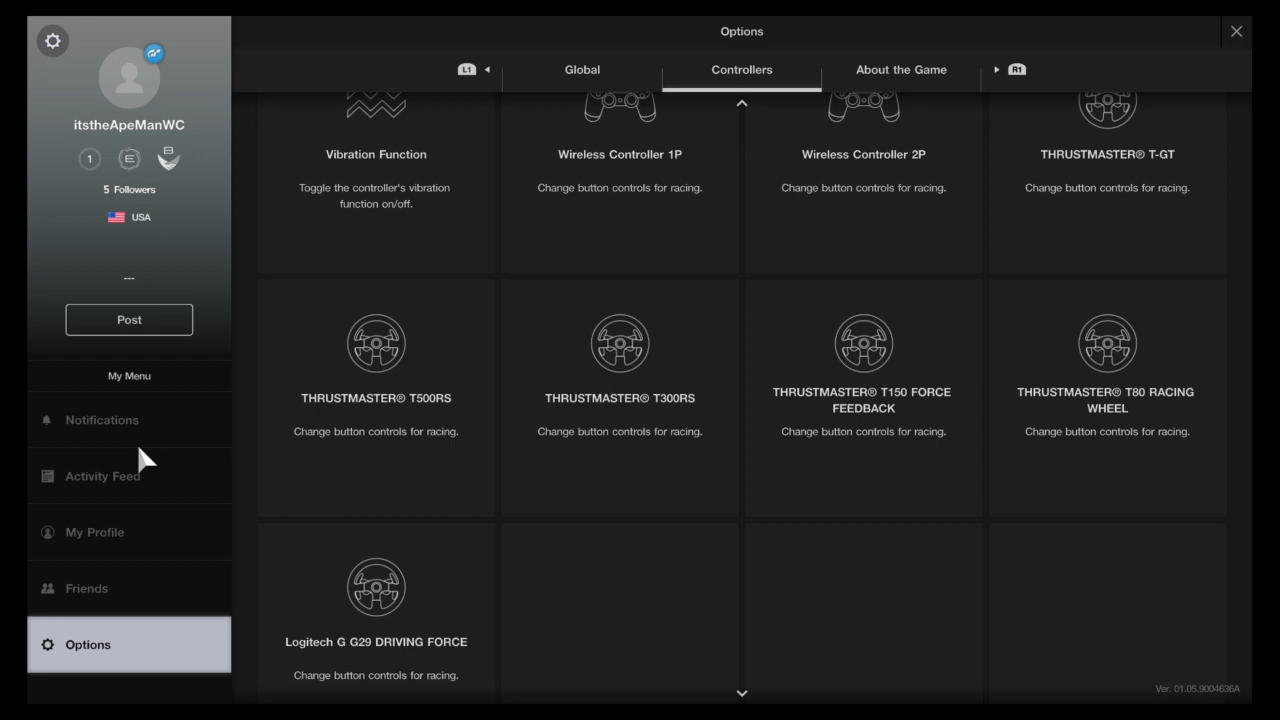 Options
L1
Global
Controllers
About the Game
R1
itstheApeManWC
1
E
B
5 Followers
USA
---
Post
My Menu
Notifications
Activity Feed
My Profile
Friends
Options
Vibration Function
Toggle the controller's vibration
function on/off.
Wireless Controller 1P
Change button controls for racing.
Wireless Controller 2P
Change button controls for racing.
THRUSTMASTER® T-GT
Change button controls for racing.
THRUSTMASTER® T500RS
Change button controls for racing.
THRUSTMASTER® T300RS
Change button controls for racing.
THRUSTMASTER® T150 FORCE
FEEDBACK
Change button controls for racing.
THRUSTMASTER® T80 RACING
WHEEL
Change button controls for racing.
Logitech G G29 DRIVING FORCE
Change button controls for racing.
Ver. 01.05.9004636A